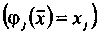 (φⱼ(x̅) = xⱼ)